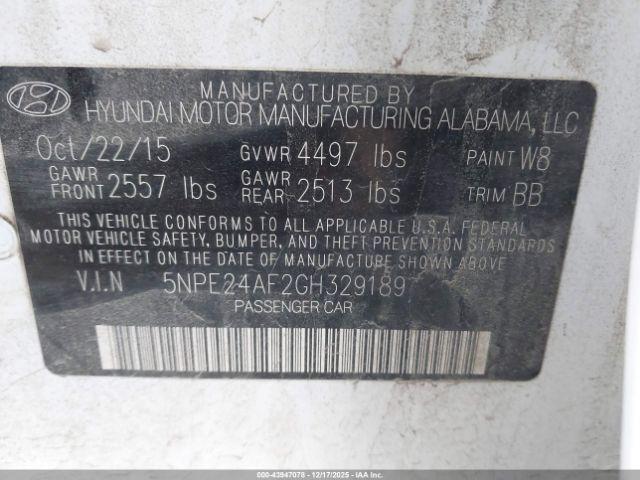 MANUFACTURED BY
HYUNDAI MOTOR MANUFACTURING ALABAMA, LLC
Oct/22/15 GVWR 4497 lbs PAINT W8
GAWR FRONT 2557 lbs GAWR REAR 2513 lbs TRIM BB
THIS VEHICLE CONFORMS TO ALL APPLICABLE U.S.A. FEDERAL
MOTOR VEHICLE SAFETY, BUMPER, AND THEFT PREVENTION STANDARDS
IN EFFECT ON THE DATE OF MANUFACTURE SHOWN ABOVE.
V.I.N 5NPE24AF2GH329189
PASSENGER CAR
000-43947078 | 12/17/2025 | IAA Inc.